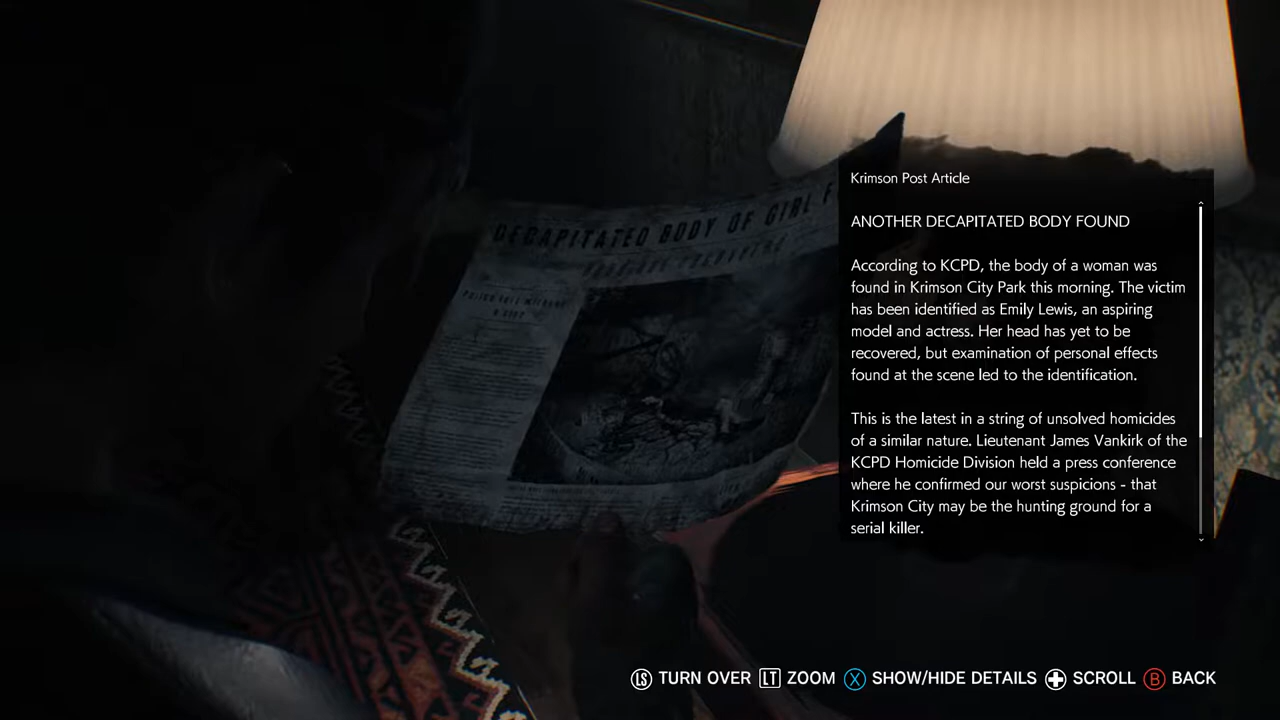 DECAPITATED BODY OF GIRL F
Krimson Post Article
ANOTHER DECAPITATED BODY FOUND
According to KCPD, the body of a woman was
found in Krimson City Park this morning. The victim
has been identified as Emily Lewis, an aspiring
model and actress. Her head has yet to be
recovered, but examination of personal effects
found at the scene led to the identification.
This is the latest in a string of unsolved homicides
of a similar nature. Lieutenant James Vankirk of the
KCPD Homicide Division held a press conference
where he confirmed our worst suspicions - that
Krimson City may be the hunting ground for a
serial killer.
LS TURN OVER LT ZOOM X SHOW/HIDE DETAILS SCROLL B BACK